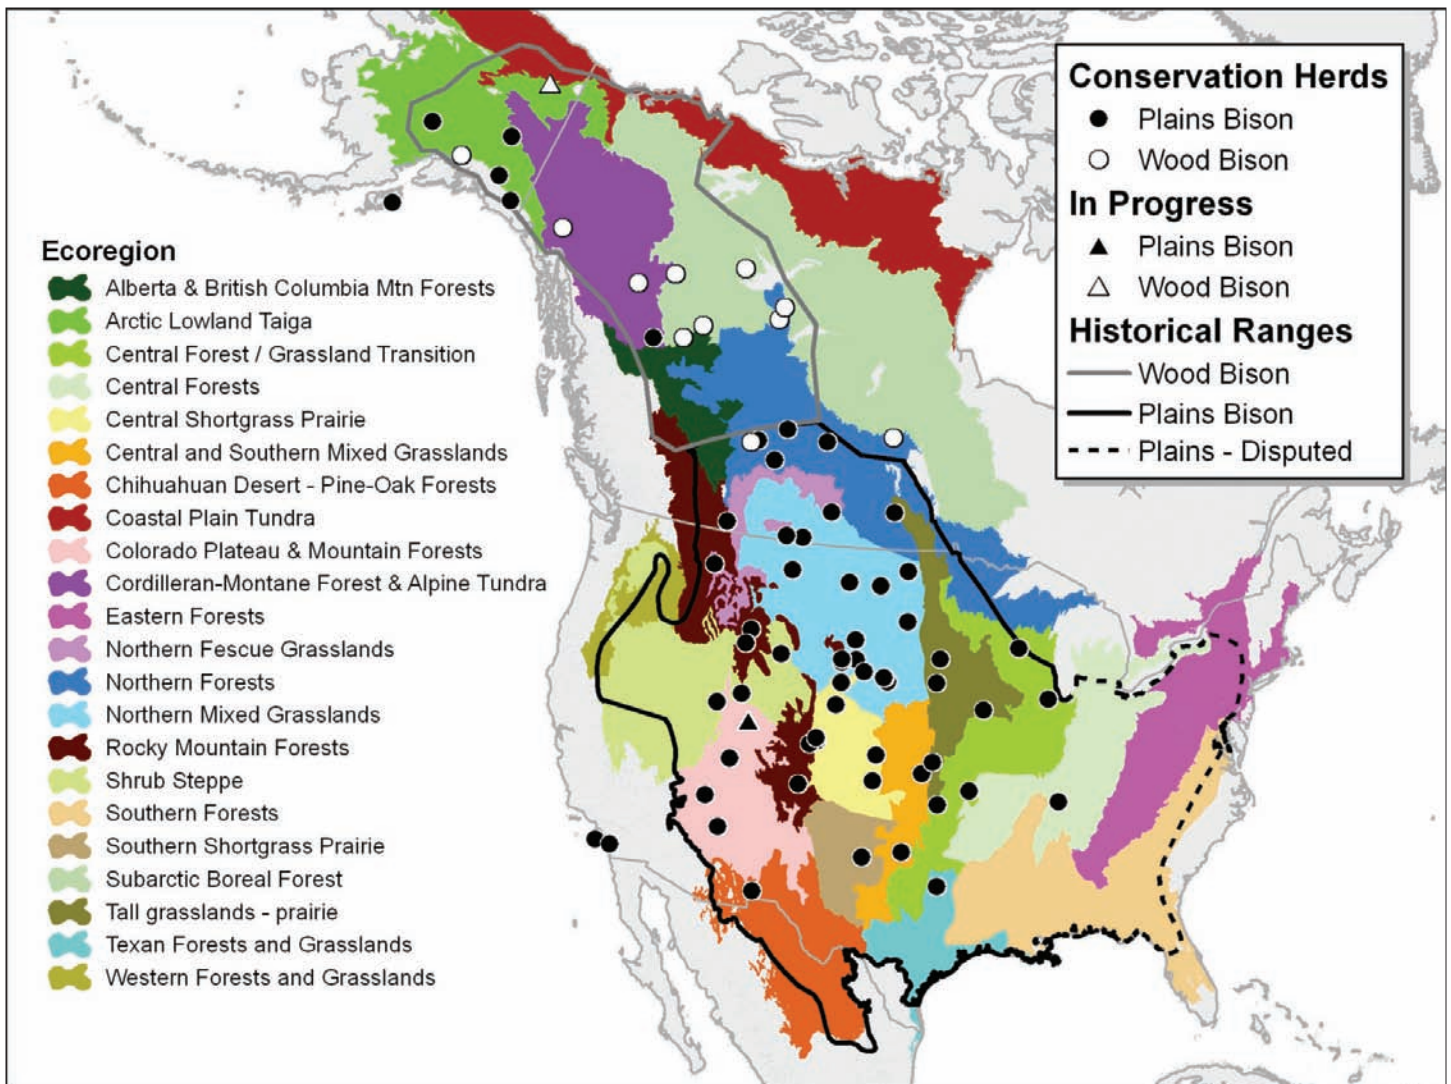 Conservation Herds
Plains Bison
Wood Bison
In Progress
Plains Bison
Wood Bison
Historical Ranges
Wood Bison
Plains Bison
Plains - Disputed
Ecoregion
Alberta & British Columbia Mtn Forests
Arctic Lowland Taiga
Central Forest / Grassland Transition
Central Forests
Central Shortgrass Prairie
Central and Southern Mixed Grasslands
Chihuahuan Desert - Pine-Oak Forests
Coastal Plain Tundra
Colorado Plateau & Mountain Forests
Cordilleran-Montane Forest & Alpine Tundra
Eastern Forests
Northern Fescue Grasslands
Northern Forests
Northern Mixed Grasslands
Rocky Mountain Forests
Shrub Steppe
Southern Forests
Southern Shortgrass Prairie
Subarctic Boreal Forest
Tall grasslands - prairie
Texan Forests and Grasslands
Western Forests and Grasslands